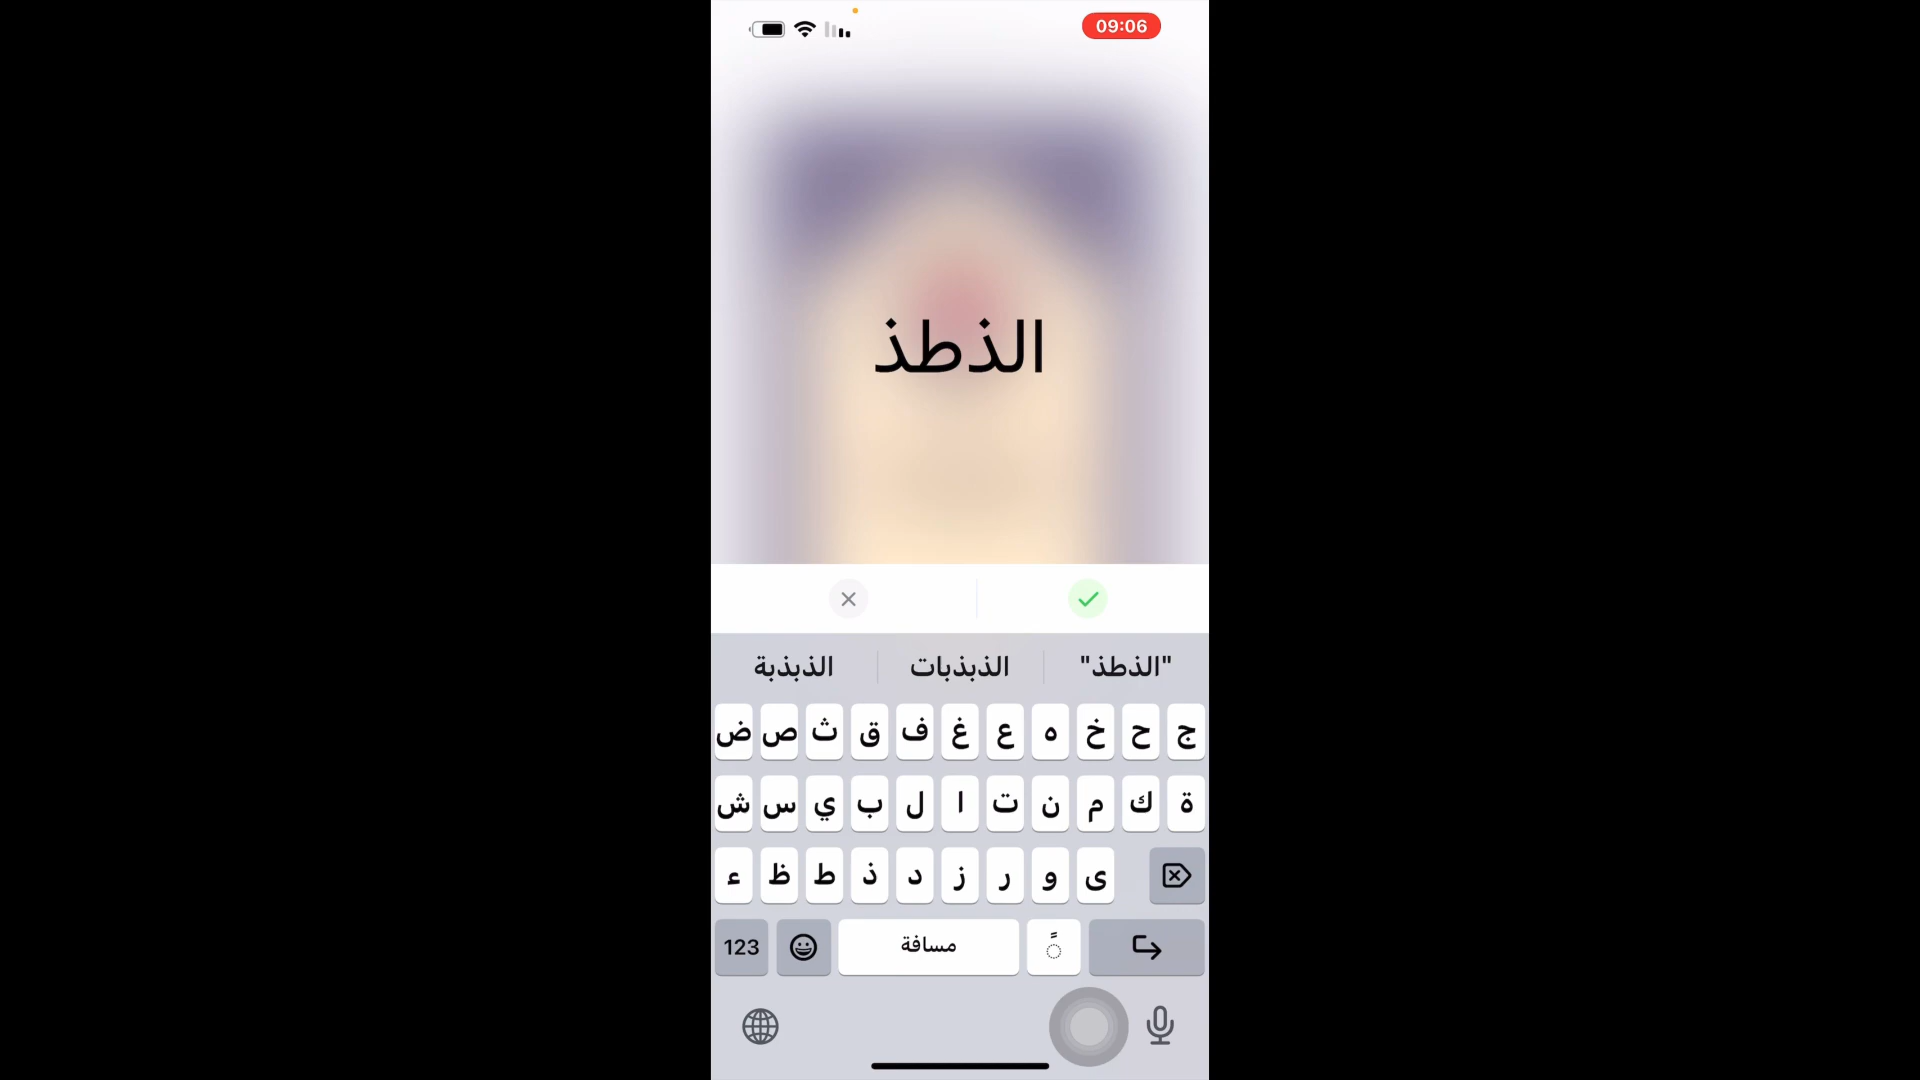 09:06
الذطذ
"الذطذ" الذبذبات الذبذبة
ض ص ث ق ف غ ع ه خ ح ج
ش س ي ب ل ا ت ن م ك ة
ء ظ ط ذ د ز ر و ى
123 مسافة